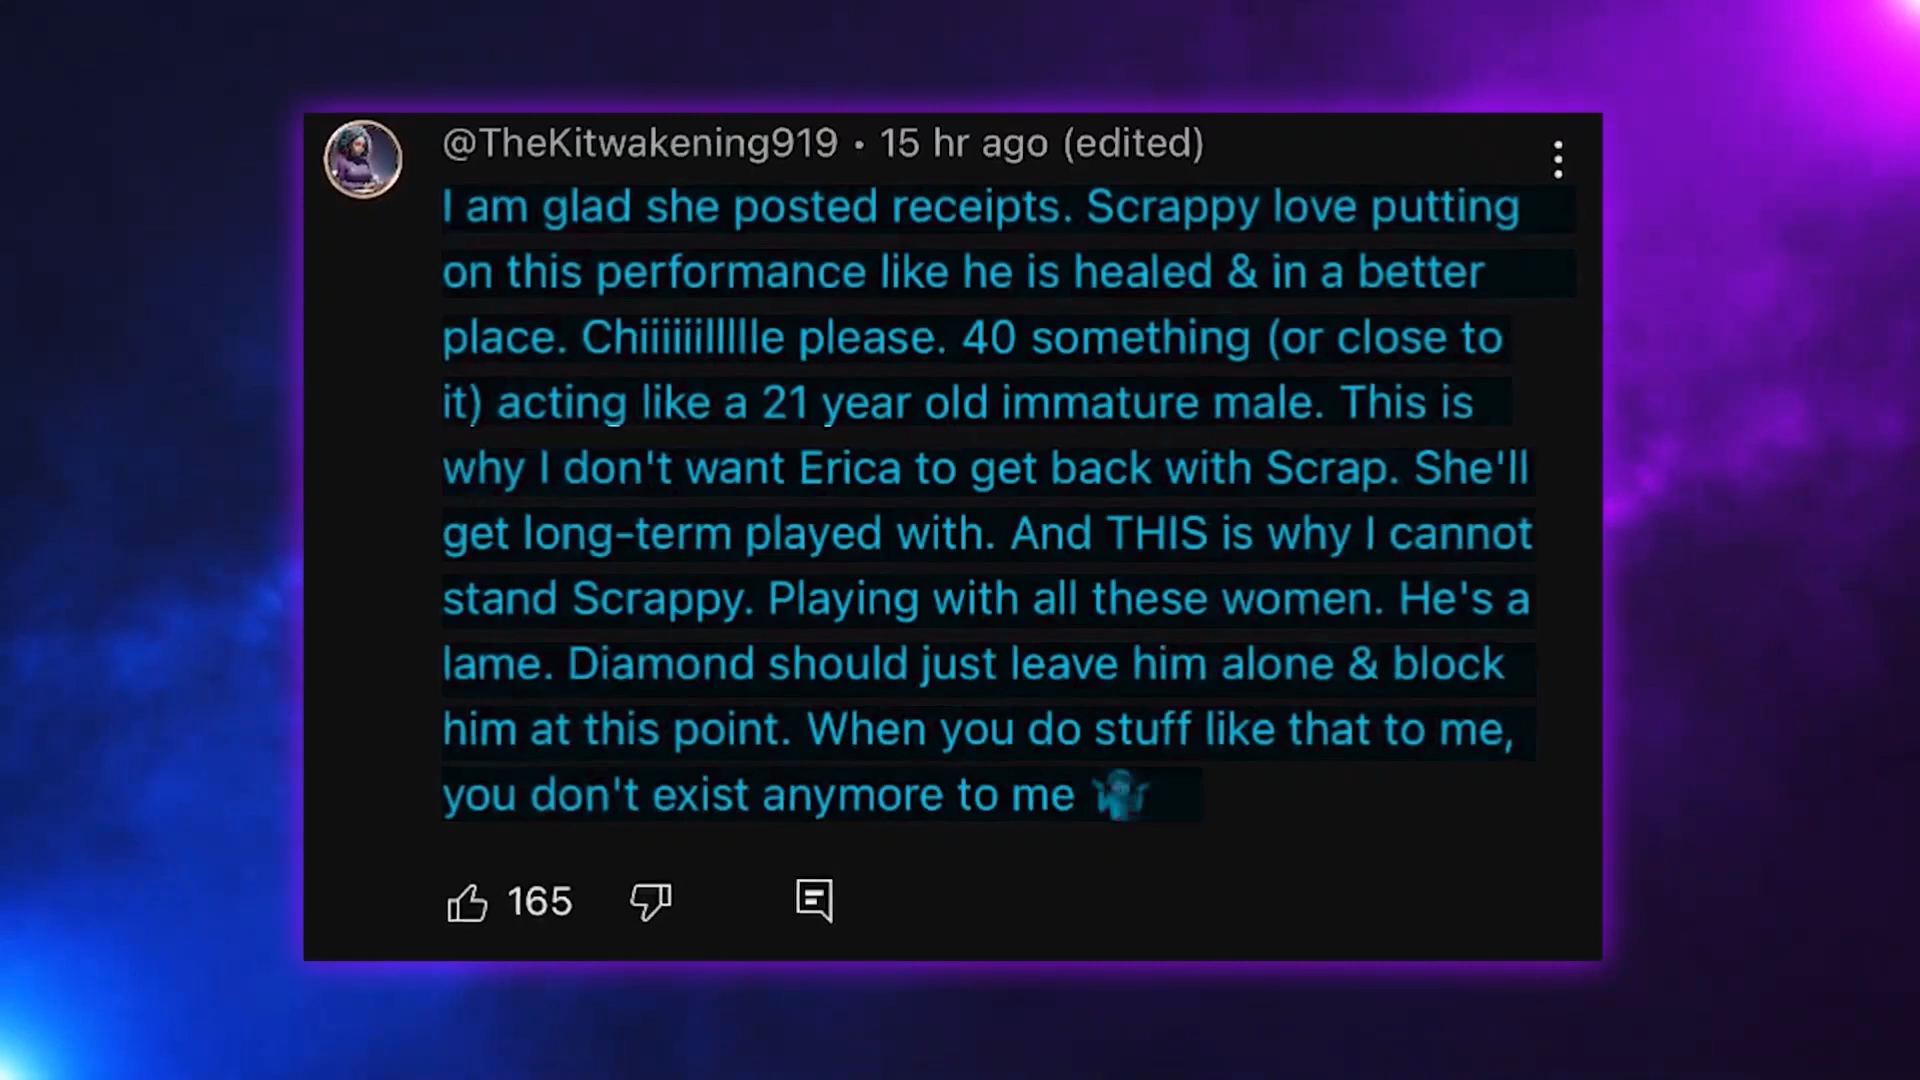 @TheKitwakening919 • 15 hr ago (edited)
I am glad she posted receipts. Scrappy love putting
on this performance like he is healed & in a better
place. Chiiiiiillllle please. 40 something (or close to
it) acting like a 21 year old immature male. This is
why I don't want Erica to get back with Scrap. She'll
get long-term played with. And THIS is why I cannot
stand Scrappy. Playing with all these women. He's a
lame. Diamond should just leave him alone & block
him at this point. When you do stuff like that to me,
you don't exist anymore to me 🤷
165